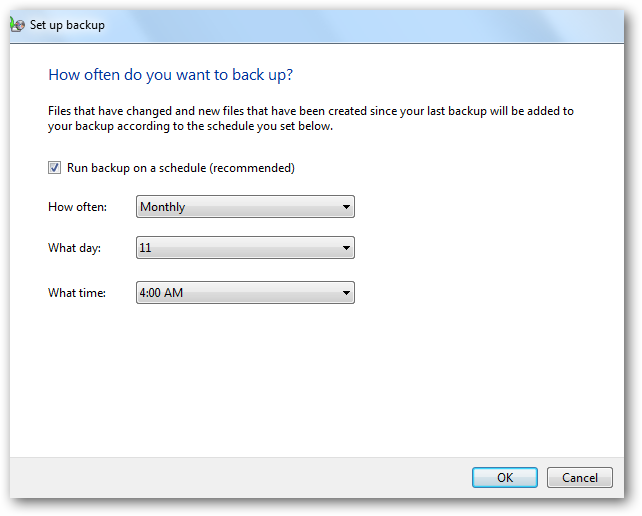 Set up backup
How often do you want to back up?
Files that have changed and new files that have been created since your last backup will be added to
your backup according to the schedule you set below.
Run backup on a schedule (recommended)
How often: Monthly
What day: 11
What time: 4:00 AM
OK Cancel